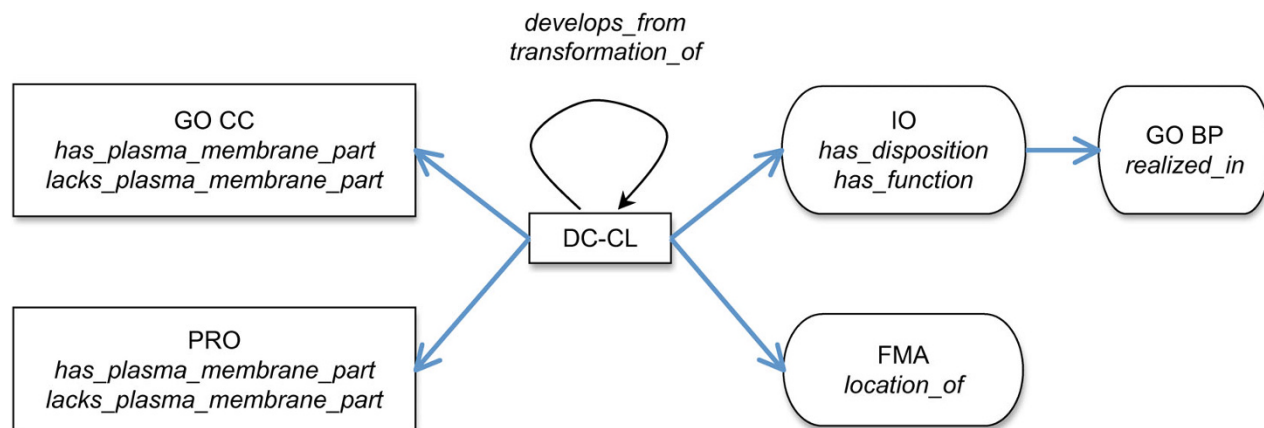 develops_from
transformation_of
GO CC
has_plasma_membrane_part
lacks_plasma_membrane_part
IO
has_disposition
has_function
GO BP
realized_in
DC-CL
PRO
has_plasma_membrane_part
lacks_plasma_membrane_part
FMA
location_of